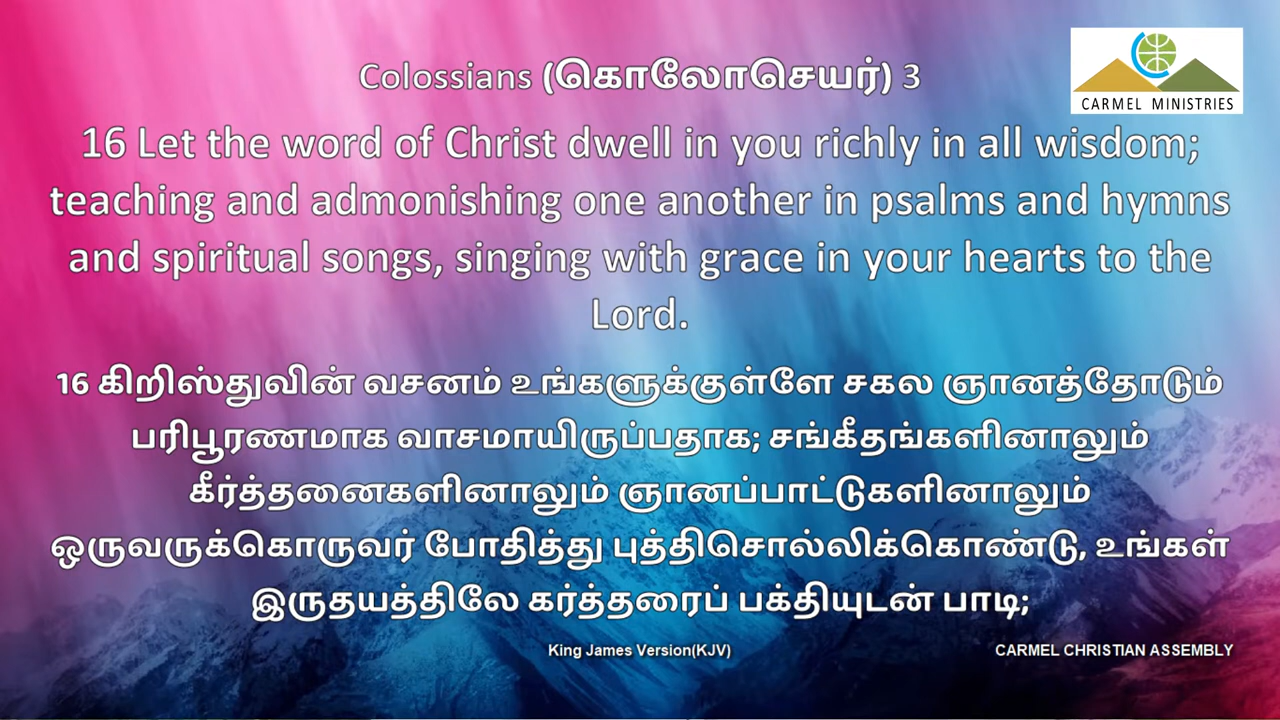 CARMEL MINISTRIES
Colossians (கொலோசெயர்) 3
16 Let the word of Christ dwell in you richly in all wisdom;
teaching and admonishing one another in psalms and hymns
and spiritual songs, singing with grace in your hearts to the
Lord.
16 கிறிஸ்துவின் வசனம் உங்களுக்குள்ளே சகல ஞானத்தோடும்
பரிபூரணமாக வாசமாயிருப்பதாக; சங்கீதங்களினாலும்
கீர்த்தனைகளினாலும் ஞானப்பாட்டுகளினாலும்
ஒருவருக்கொருவர் போதித்து புத்திசொல்லிக்கொண்டு, உங்கள்
இருதயத்திலே கர்த்தரைப் பக்தியுடன் பாடி;
King James Version(KJV)
CARMEL CHRISTIAN ASSEMBLY